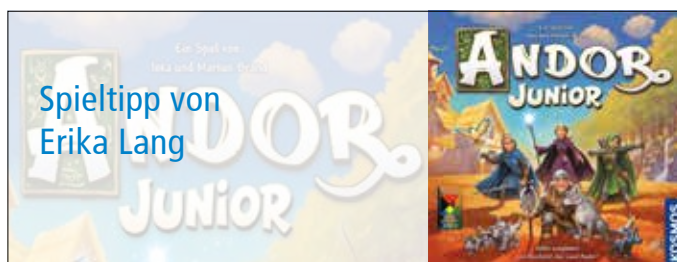 Ein Spiel von
Inka und Markus Brand
ANDOR
JUNIOR
Spieltipp von
Erika Lang
ANDOR
JUNIOR
KOSMOS